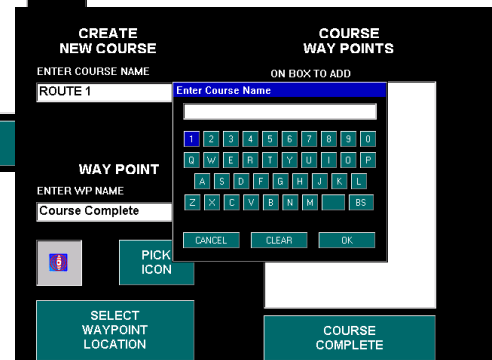 CREATE
NEW COURSE
COURSE
WAY POINTS
ENTER COURSE NAME
ON BOX TO ADD
ROUTE 1
Enter Course Name
1 2 3 4 5 6 7 8 9 0
Q W E R T Y U I O P
A S D F G H J K L
Z X C V B N M BS
CANCEL CLEAR OK
WAY POINT
ENTER WP NAME
Course Complete
PICK
ICON
SELECT
WAYPOINT
LOCATION
COURSE
COMPLETE